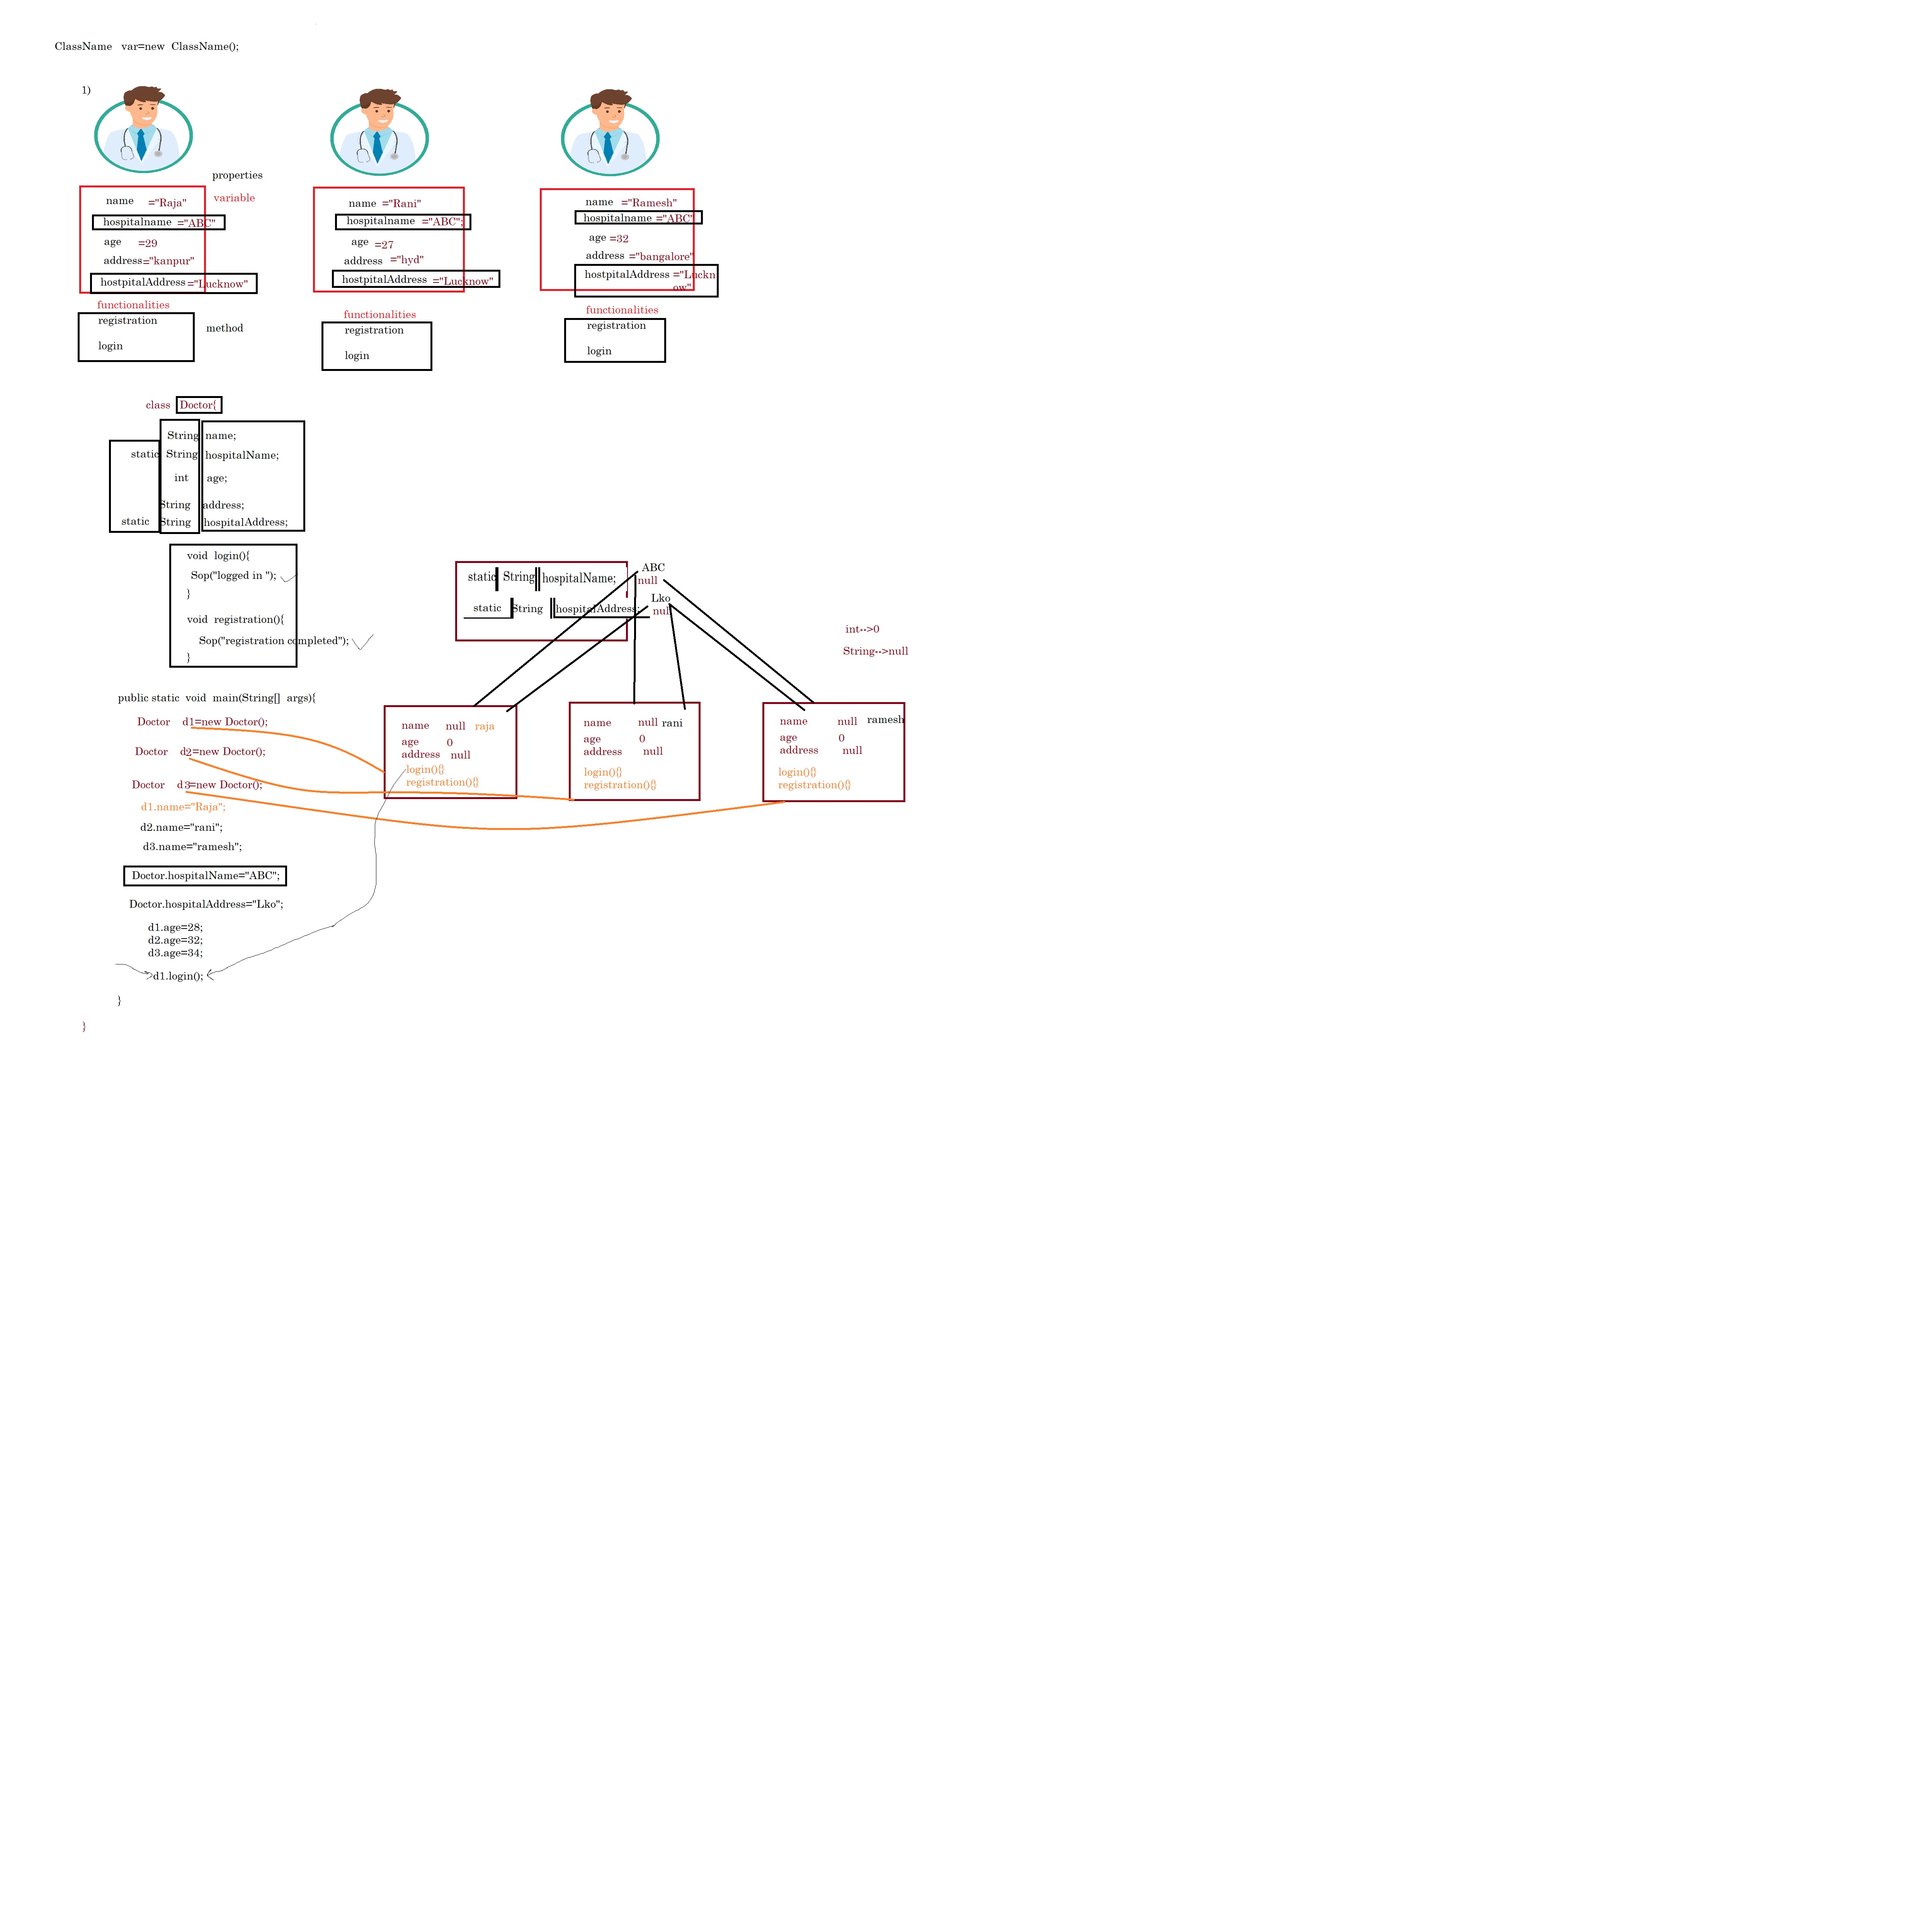 ClassName var=new ClassName();
1)
properties
variable
name ="Raja"
hospitalname ="ABC"
age =29
address="kanpur"
hostpitalAddress ="Lucknow"
functionalities
registration
login
method
name ="Rani"
hospitalname ="ABC";
age =27
address ="hyd"
hostpitalAddress ="Lucknow"
functionalities
registration
login
name ="Ramesh"
hospitalname ="ABC"
age =32
address ="bangalore"
hostpitalAddress ="Luckn
ow"
functionalities
registration
login
class Doctor{
String name;
static String hospitalName;
int age;
String address;
static String hospitalAddress;
void login(){
Sop("logged in ");
}
void registration(){
Sop("registration completed");
}
static String hospitalName;
ABC
null
static String hospitalAddress;
Lko
null
int-->0
String-->null
public static void main(String[] args){
Doctor d1=new Doctor();
Doctor d2=new Doctor();
Doctor d3=new Doctor();
d1.name="Raja";
d2.name="rani";
d3.name="ramesh";
Doctor.hospitalName="ABC";
Doctor.hospitalAddress="Lko";
d1.age=28;
d2.age=32;
d3.age=34;
d1.login();
}
}
name null raja
age 0
address null
login(){}
registration(){}
name null rani
age 0
address null
login(){}
registration(){}
name null ramesh
age 0
address null
login(){}
registration(){}